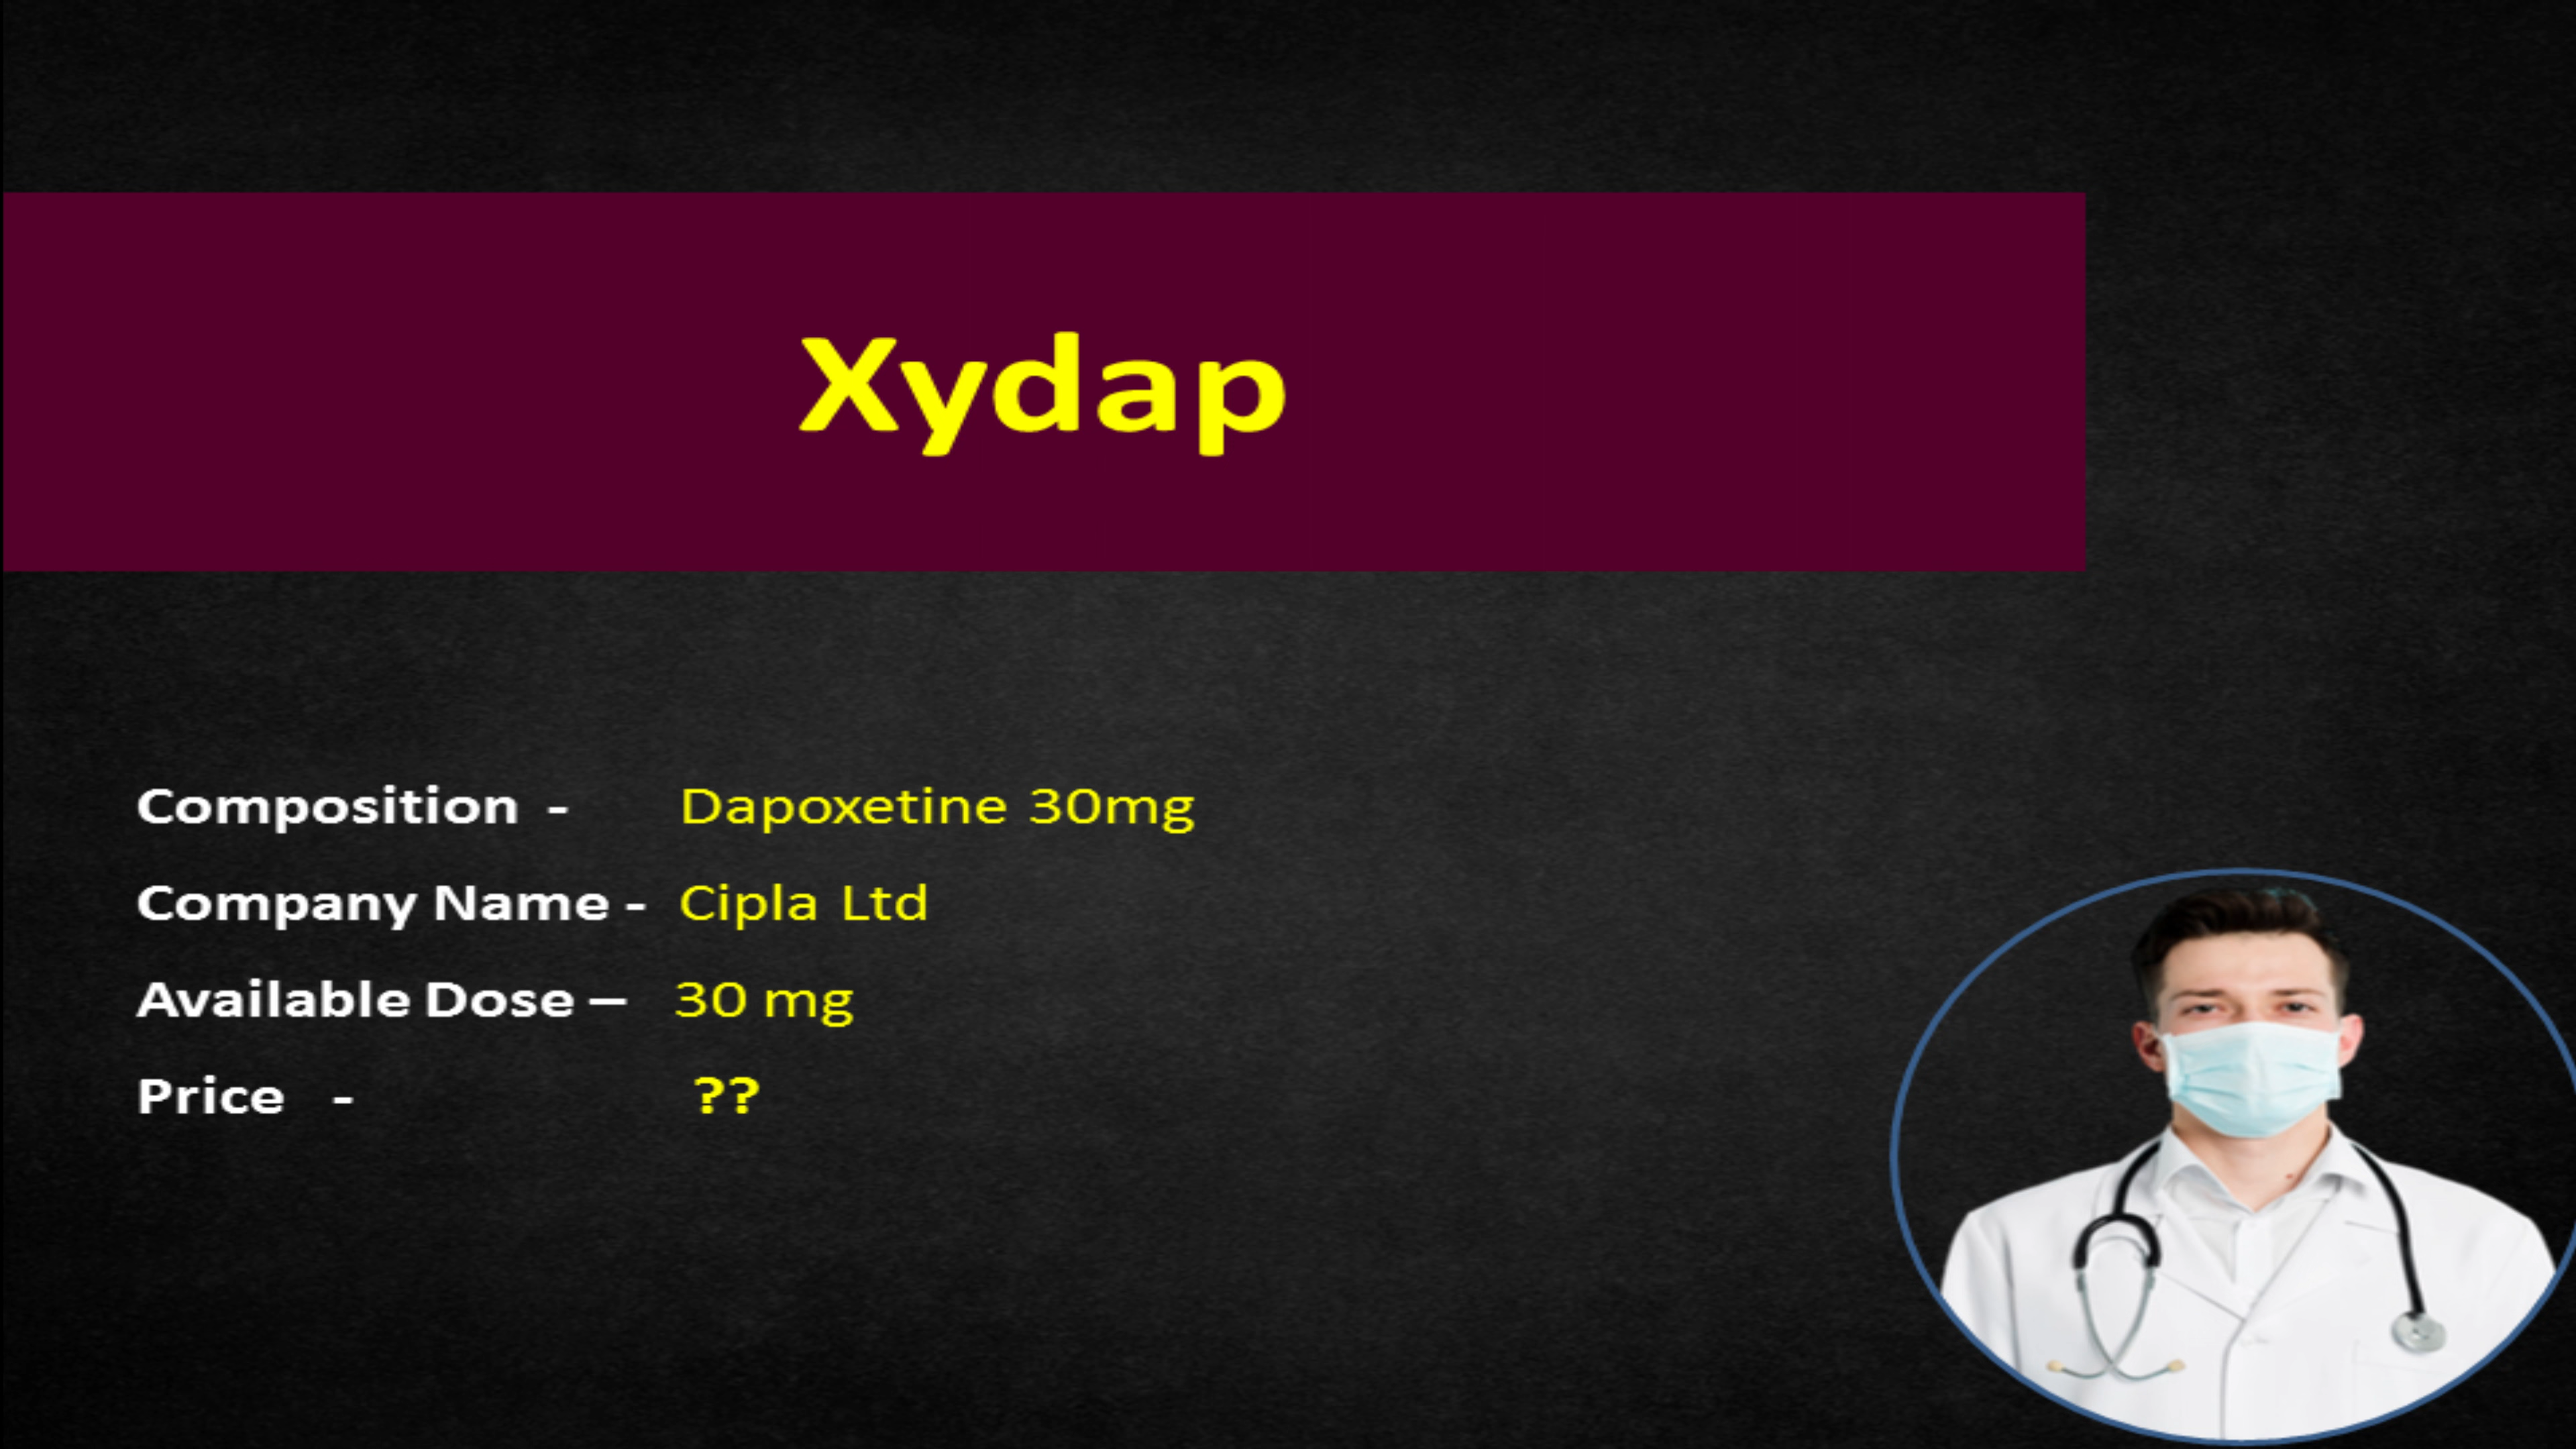 Xydap
Composition - Dapoxetine 30mg
Company Name - Cipla Ltd
Available Dose – 30 mg
Price - ??